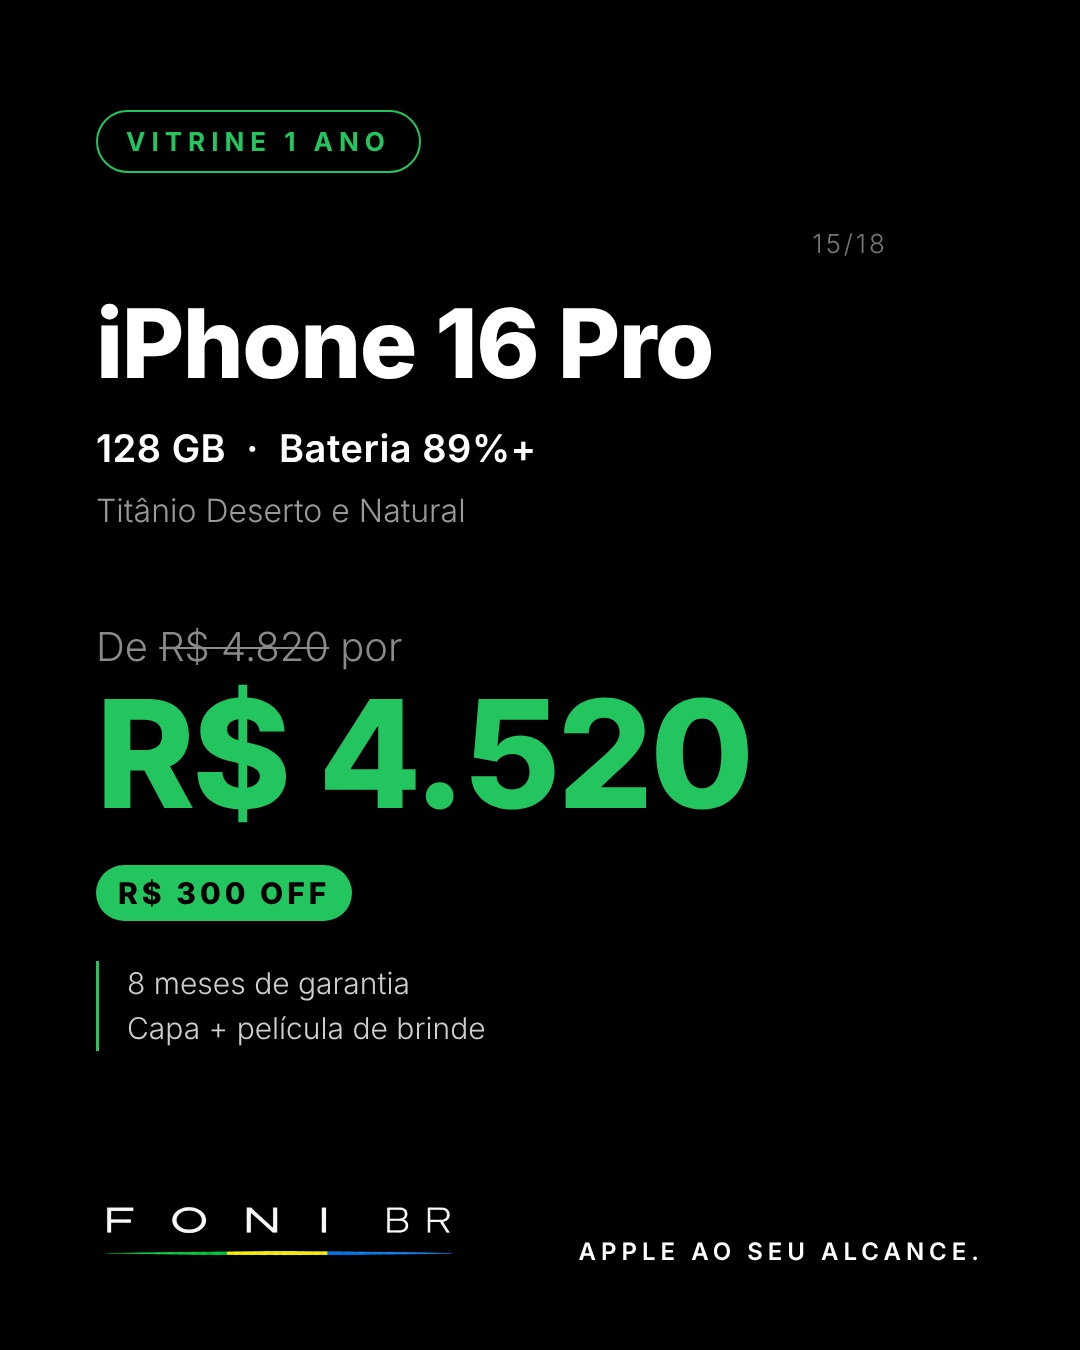 VITRINE 1 ANO
15/18
iPhone 16 Pro
128 GB · Bateria 89%+
Titânio Deserto e Natural
De R$ 4.820 por
R$ 4.520
R$ 300 OFF
8 meses de garantia
Capa + película de brinde
FONI BR
APPLE AO SEU ALCANCE.